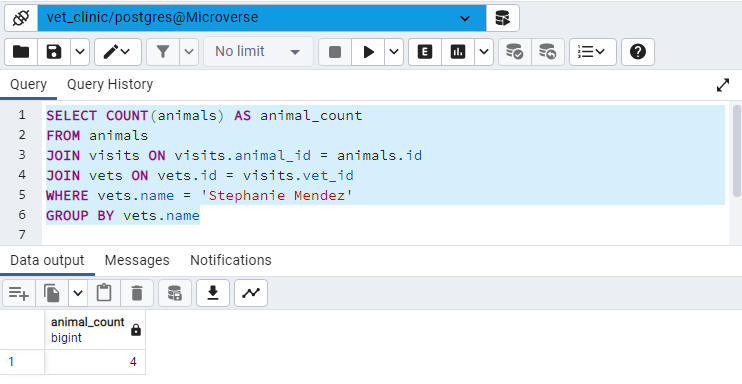 vet_clinic/postgres@Microverse
No limit
E
Query Query History
1 SELECT COUNT(animals) AS animal_count
2 FROM animals
3 JOIN visits ON visits.animal_id = animals.id
4 JOIN vets ON vets.id = visits.vet_id
5 WHERE vets.name = 'Stephanie Mendez'
6 GROUP BY vets.name
7
Data output Messages Notifications
animal_count
bigint
1 4